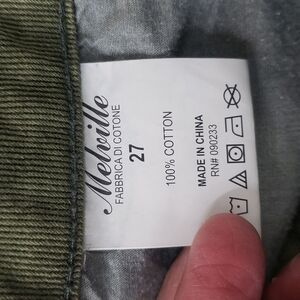 Melville
FABBRICA DI COTONE
27
100% COTTON
MADE IN CHINA
RN# 090233